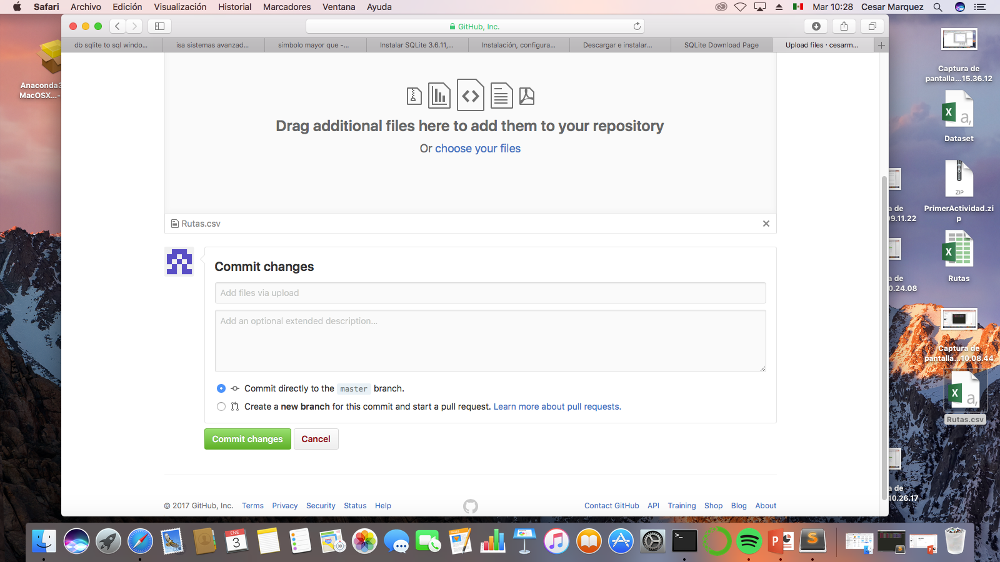 Safari Archivo Edición Visualización Historial Marcadores Ventana Ayuda Mar 10:28 Cesar Marquez
GitHub, Inc.
db sqlite to sql windo... isa sistemas avanzad... simbolo mayor que -... Instalar SQLite 3.6.11,... Instalación, configura... Descargar e instalar... SQLite Download Page Upload files · cesarm...
Anaconda3
MacOSX...-
Drag additional files here to add them to your repository
Or choose your files
Rutas.csv
Commit changes
Add files via upload
Add an optional extended description...
Commit directly to the master branch.
Create a new branch for this commit and start a pull request. Learn more about pull requests.
Commit changes Cancel
© 2017 GitHub, Inc. Terms Privacy Security Status Help Contact GitHub API Training Shop Blog About
Captura de
pantalla...15.36.12
a,
Dataset
ZIP
PrimerActividad.zi
p
a de
09.11.22
Rutas
a de
0.24.08
Captura de
pantalla...10.08.44
a,
Rutas.csv
a de
10.26.17
ENE
3